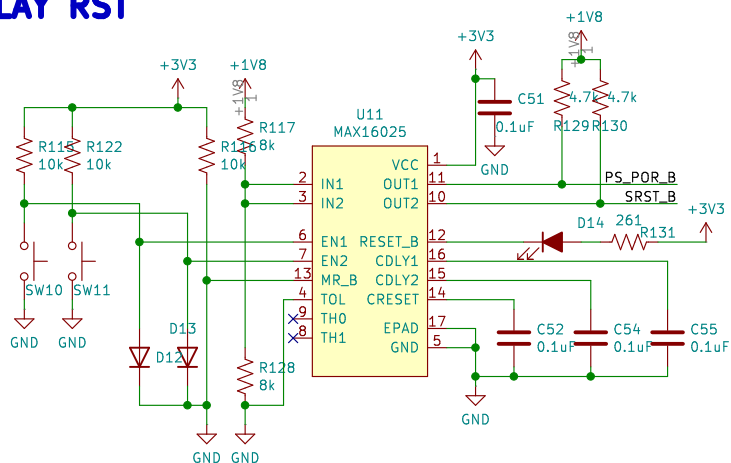 LAY RST
+1V8
+3V3
+1V8
1
+3V3
+1V8
+1V8
1
C51
0.1uF
4.7k
4.7k
R129
R130
GND
U11
MAX16025
R117
8k
R115
10k
R122
10k
R116
10k
VCC
1
2
IN1
OUT1
11
PS_POR_B
3
IN2
OUT2
10
SRST_B
+3V3
6
EN1
RESET_B
12
D14
261
R131
7
EN2
CDLY1
16
13
MR_B
CDLY2
15
4
TOL
CRESET
14
9
TH0
8
TH1
EPAD
17
GND
5
SW10
SW11
GND
GND
D13
D12
C52
0.1uF
C54
0.1uF
C55
0.1uF
R128
8k
GND
GND
GND